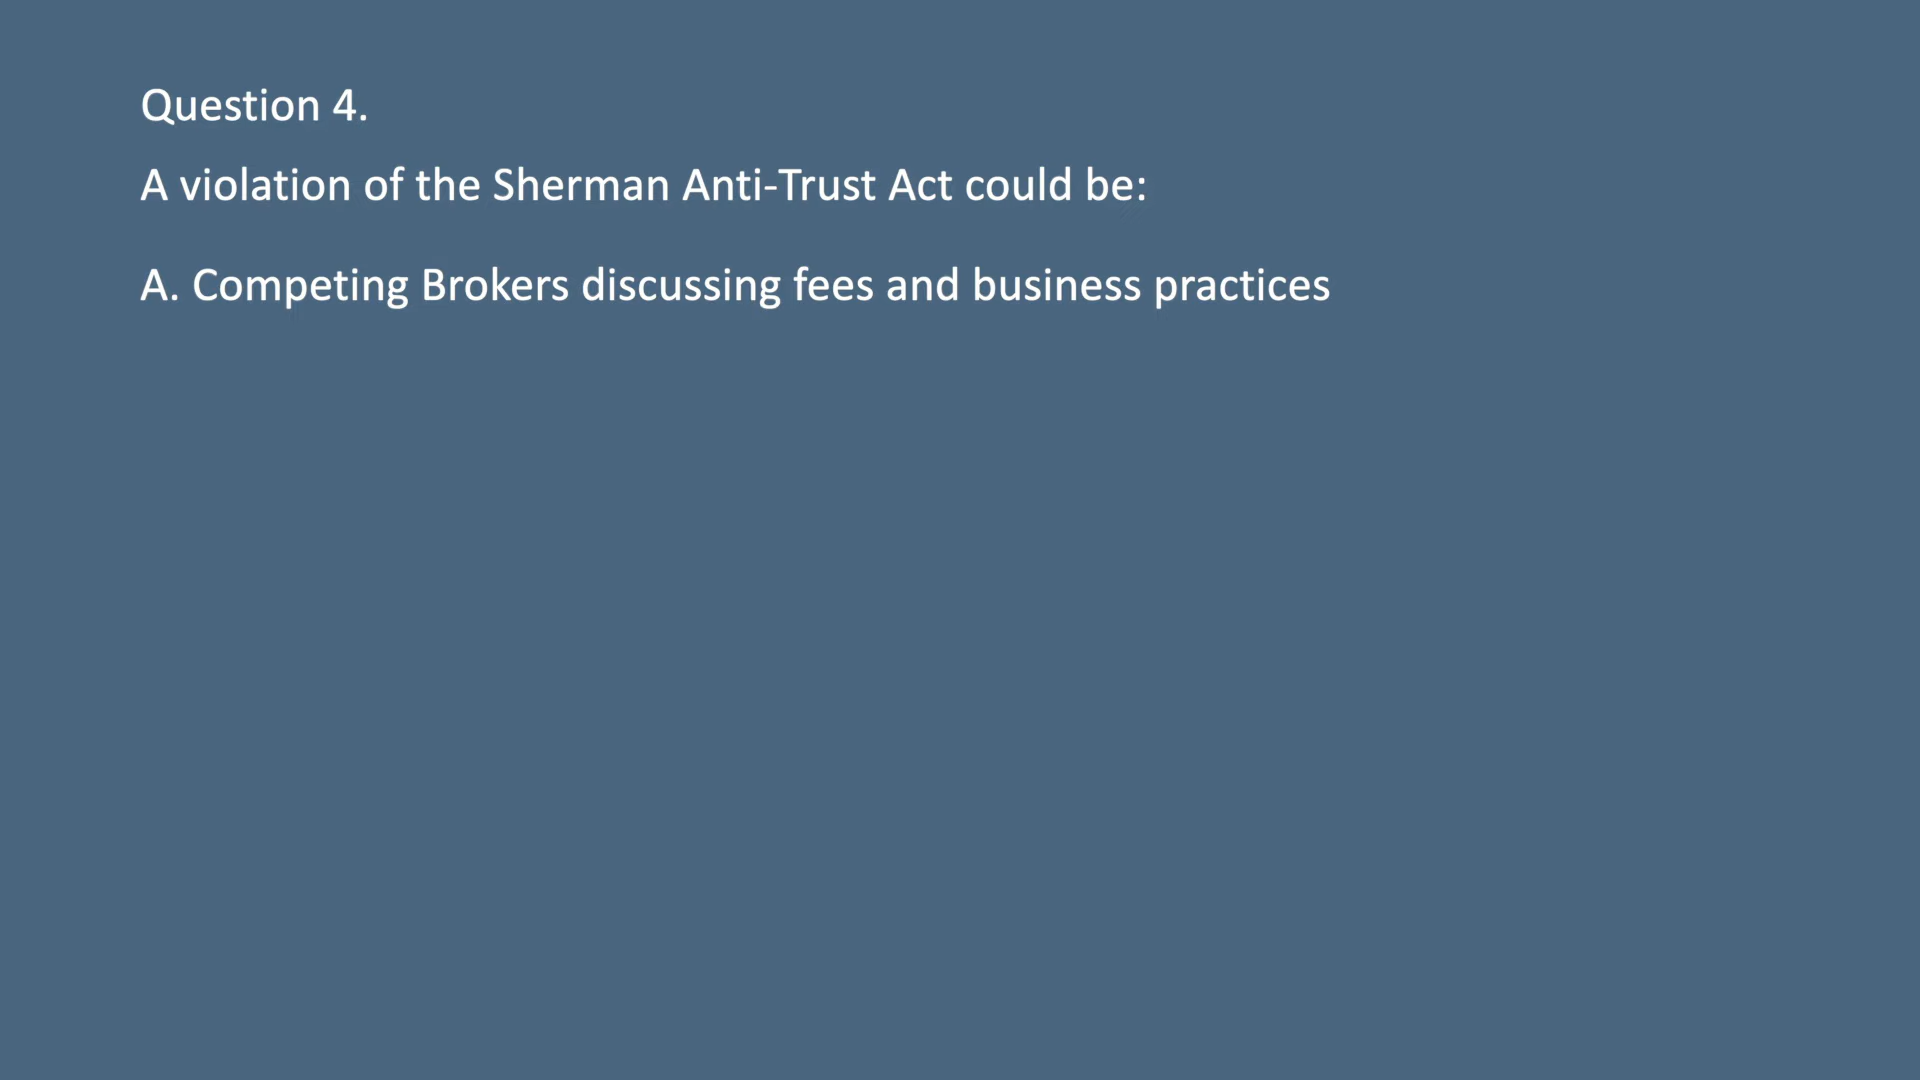 Question 4.
A violation of the Sherman Anti-Trust Act could be:
A. Competing Brokers discussing fees and business practices